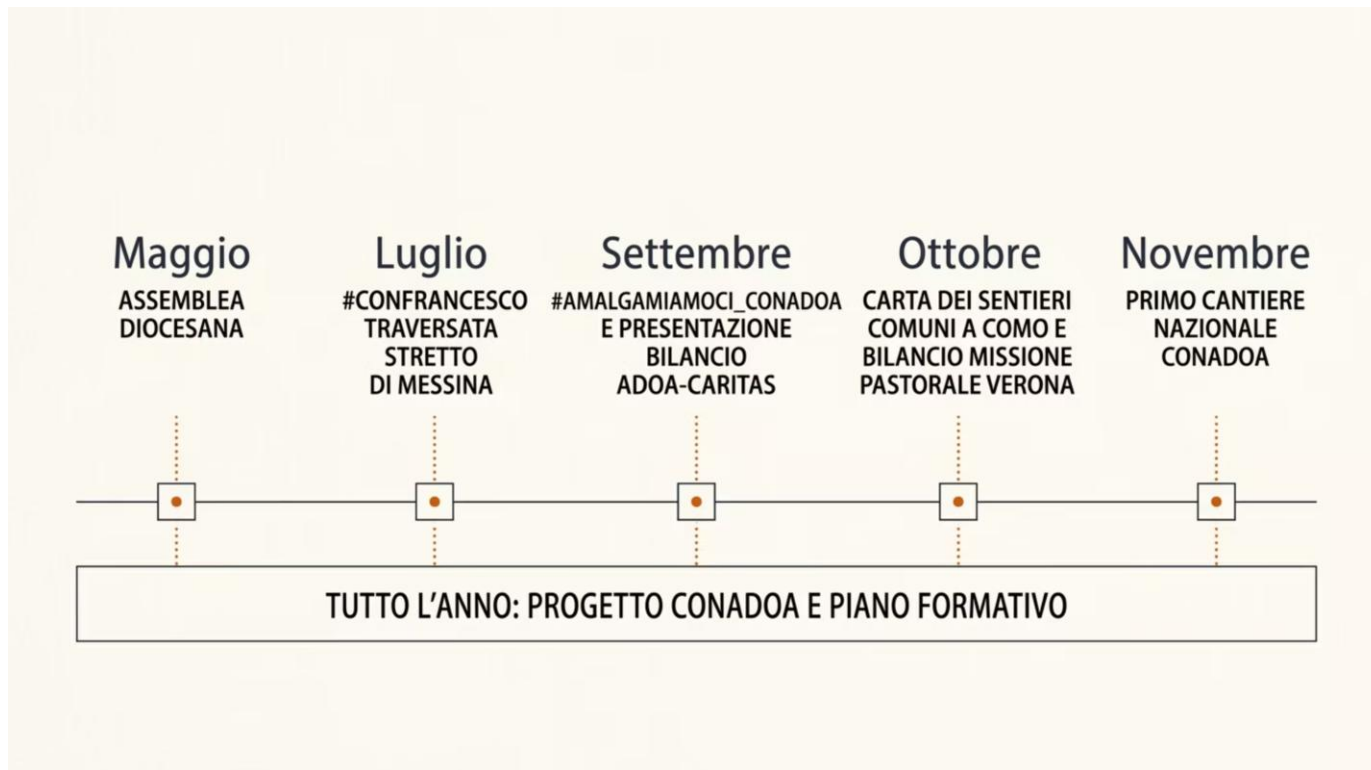 Maggio
ASSEMBLEA
DIOCESANA
Luglio
#CONFRANCESCO
TRAVERSATA
STRETTO
DI MESSINA
Settembre
#AMALGAMIAMOCI_CONADOA
E PRESENTAZIONE
BILANCIO
ADOA-CARITAS
Ottobre
CARTA DEI SENTIERI
COMUNI A COMO E
BILANCIO MISSIONE
PASTORALE VERONA
Novembre
PRIMO CANTIERE
NAZIONALE
CONADOA
TUTTO L’ANNO: PROGETTO CONADOA E PIANO FORMATIVO